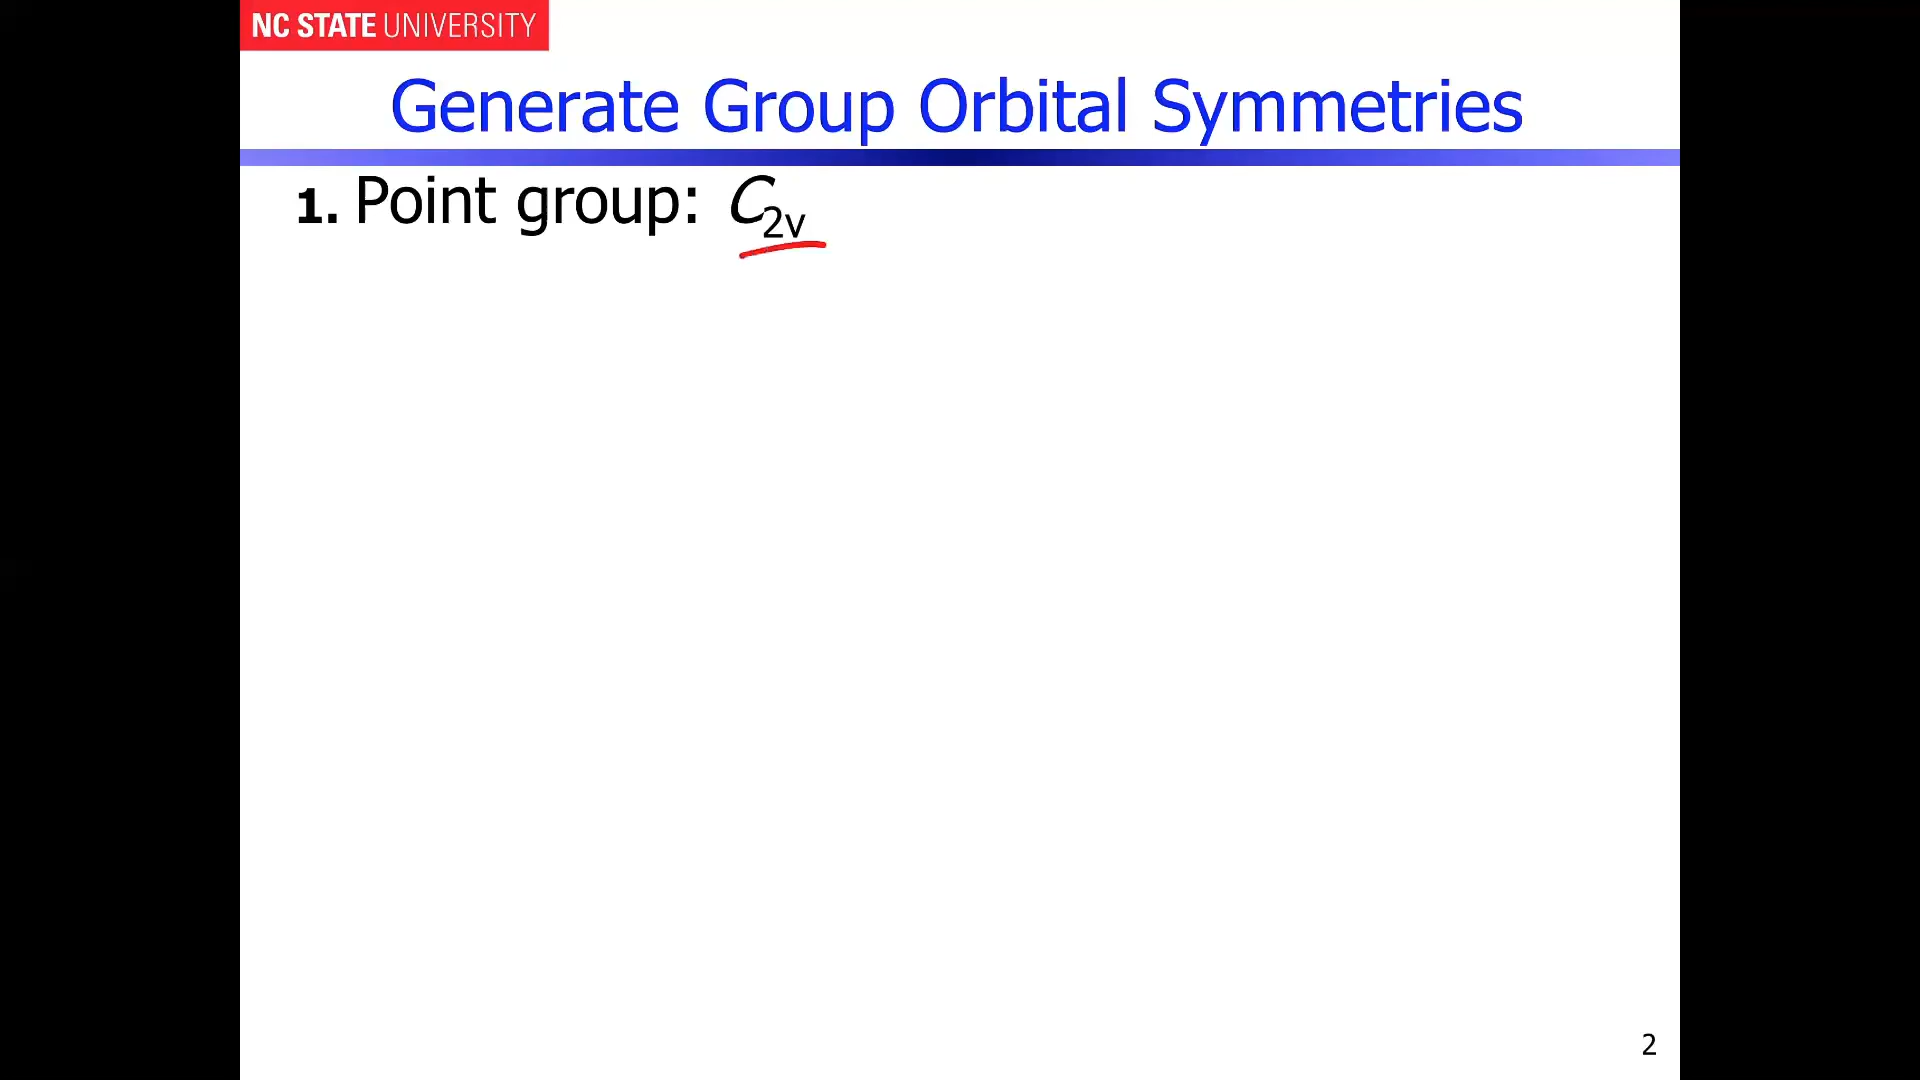 NC STATE UNIVERSITY
Generate Group Orbital Symmetries
1. Point group: C2v
2